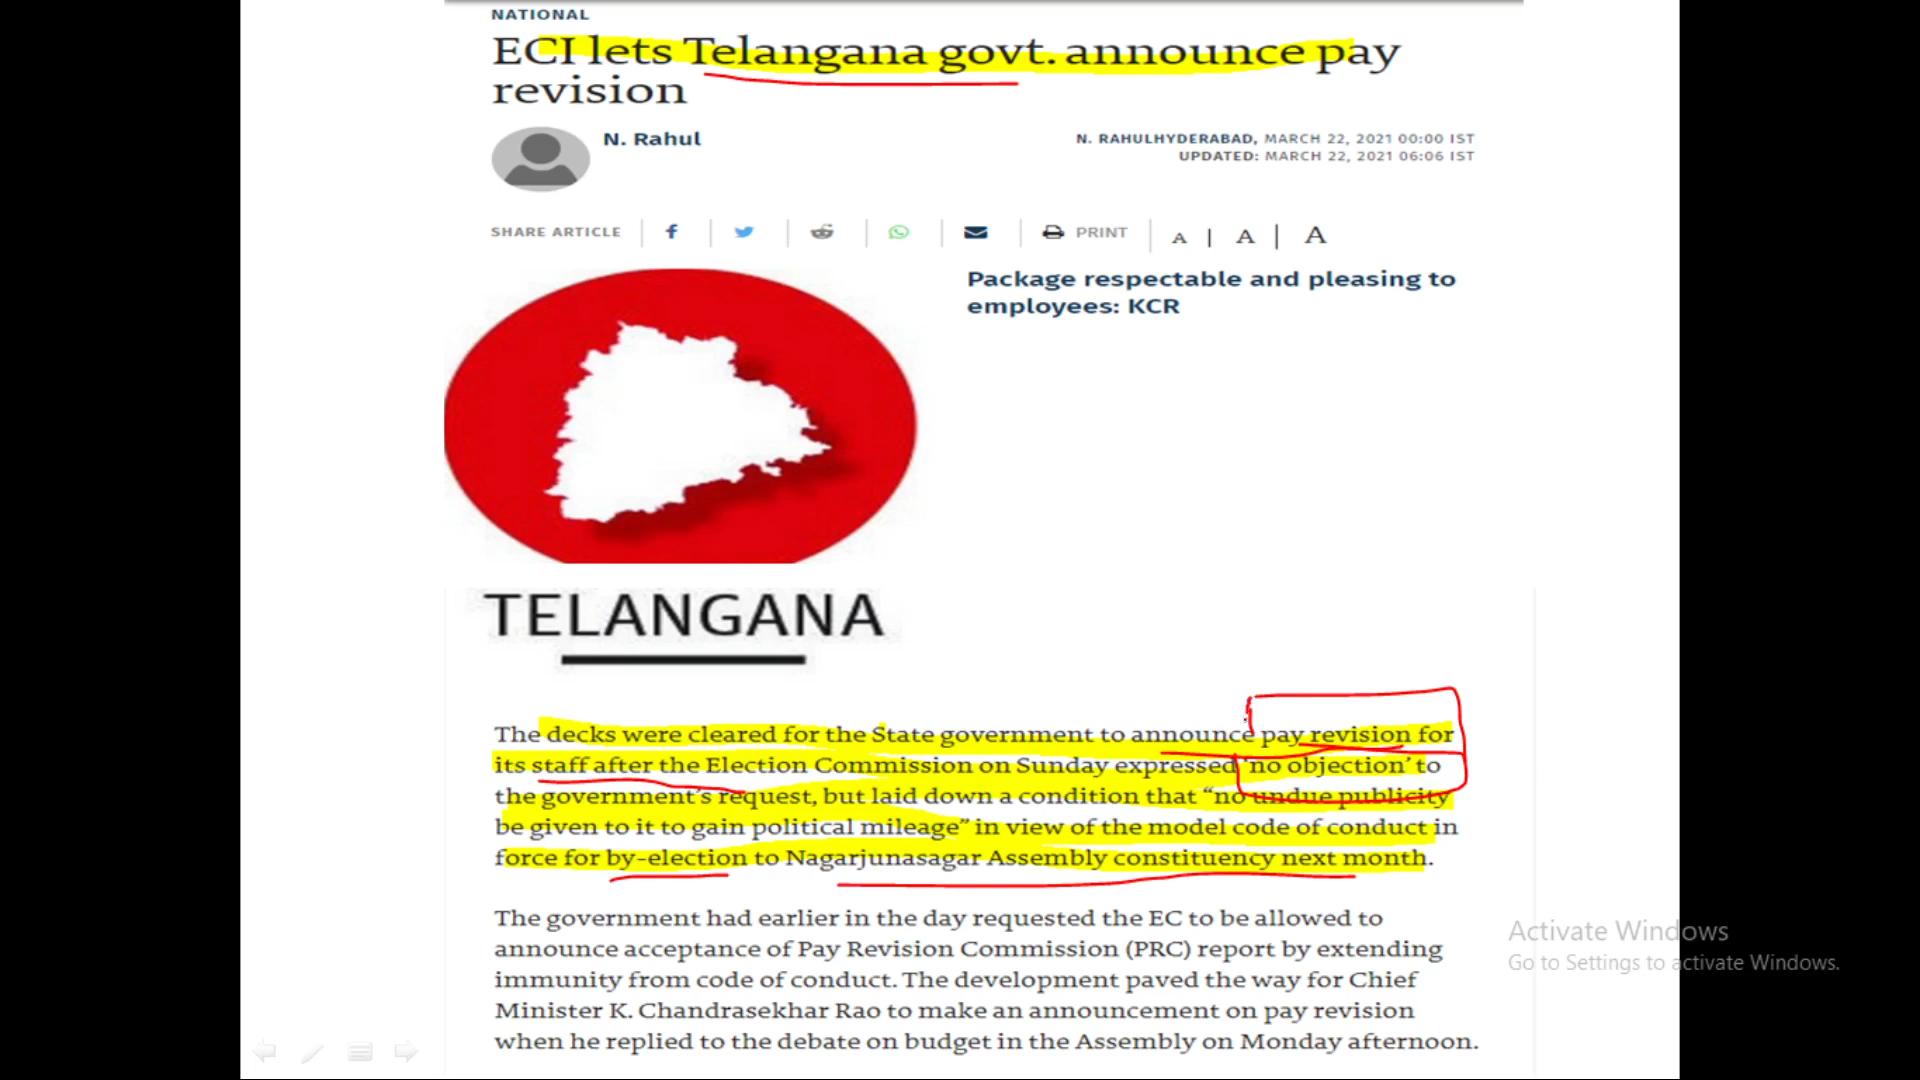 NATIONAL
ECI lets Telangana govt. announce pay
revision
N. Rahul
N. RAHULHYDERABAD, MARCH 22, 2021 00:00 IST
UPDATED: MARCH 22, 2021 06:06 IST
SHARE ARTICLE
PRINT
A | A | A
Package respectable and pleasing to
employees: KCR
TELANGANA
The decks were cleared for the State government to announce pay revision for
its staff after the Election Commission on Sunday expressed ‘no objection’ to
the government’s request, but laid down a condition that “no undue publicity
be given to it to gain political mileage” in view of the model code of conduct in
force for by-election to Nagarjunasagar Assembly constituency next month.
The government had earlier in the day requested the EC to be allowed to
announce acceptance of Pay Revision Commission (PRC) report by extending
immunity from code of conduct. The development paved the way for Chief
Minister K. Chandrasekhar Rao to make an announcement on pay revision
when he replied to the debate on budget in the Assembly on Monday afternoon.
Activate Windows
Go to Settings to activate Windows.